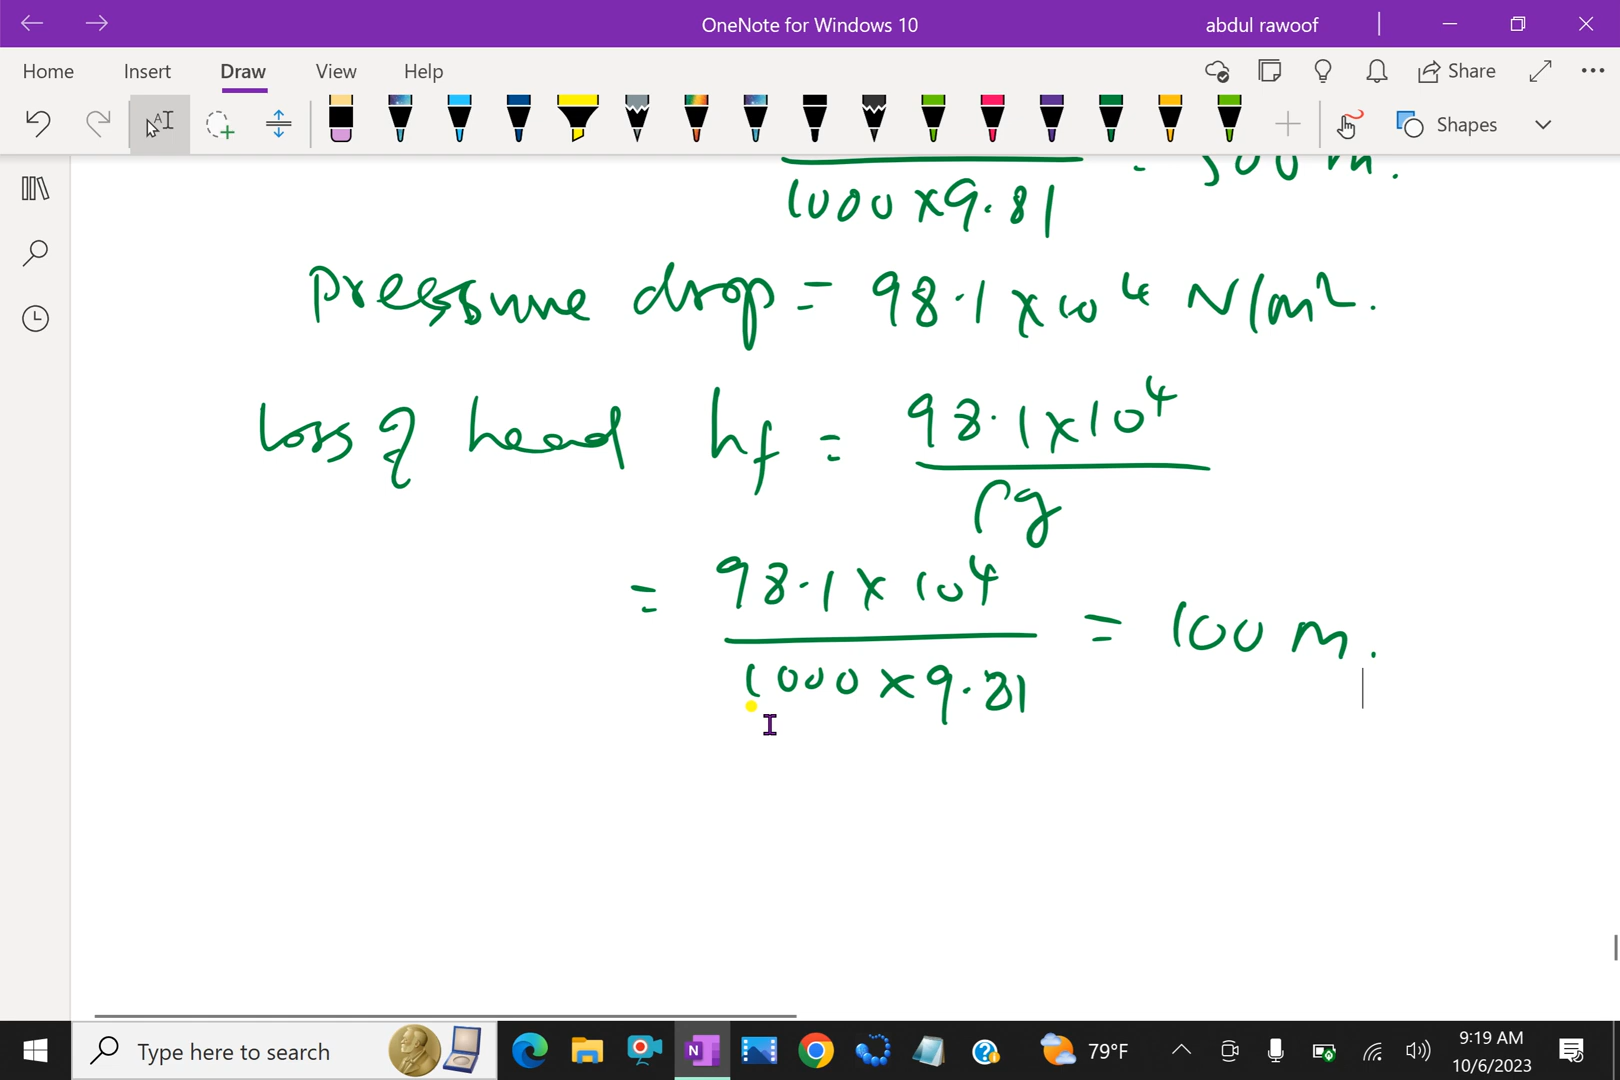 OneNote for Windows 10
abdul rawoof
Home Insert Draw View Help
Share
Shapes
= 500 m.
1000 × 9.81
Pressure drop = 98.1 × 10⁴ N/m².
Loss of head hf = 98.1 × 10⁴
ρg
= 98.1 × 10⁴
1000 × 9.81
= 100 m.
Type here to search
79°F
9:19 AM
10/6/2023